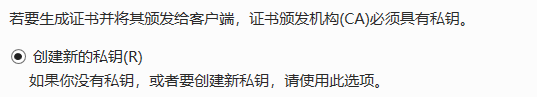 若要生成证书并将其颁发给客户端，证书颁发机构(CA)必须具有私钥。
创建新的私钥(R)
如果你没有私钥，或者要创建新私钥，请使用此选项。